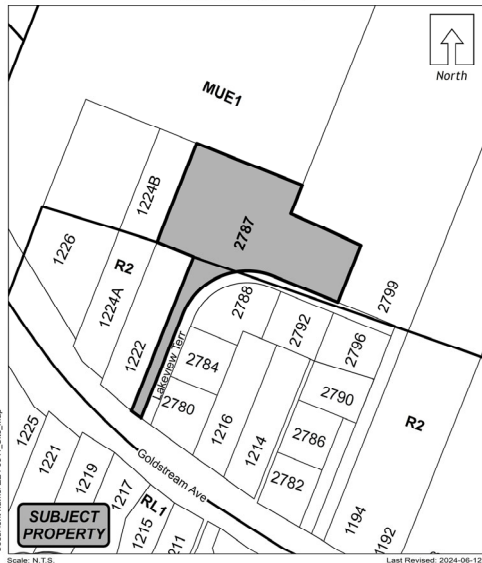 North
MUE1
1224B
2787
1226
R2
1224A
1222
Lakeview Terr
2788
2792
2796
2799
2784
2780
2790
2786
2782
1216
1214
R2
1194
1192
Goldstream Ave
1225
1221
1219
1217
RL1
1215
SUBJECT
PROPERTY
Scale: N.T.S.
Last Revised: 2024-06-12